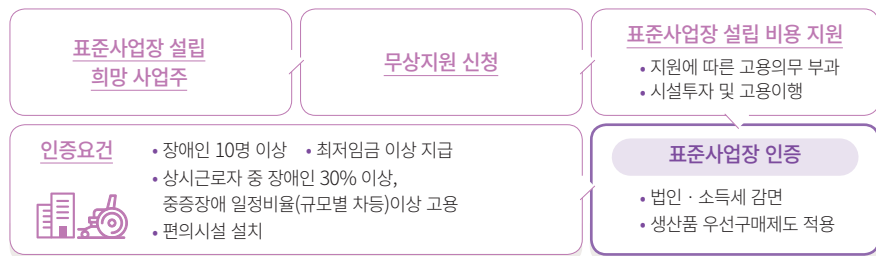 표준사업장 설립
희망 사업주
무상지원 신청
표준사업장 설립 비용 지원
• 지원에 따른 고용의무 부과
• 시설투자 및 고용이행
인증요건
• 장애인 10명 이상 • 최저임금 이상 지급
• 상시근로자 중 장애인 30% 이상,
중증장애 일정비율(규모별 차등)이상 고용
• 편의시설 설치
표준사업장 인증
• 법인 · 소득세 감면
• 생산품 우선구매제도 적용